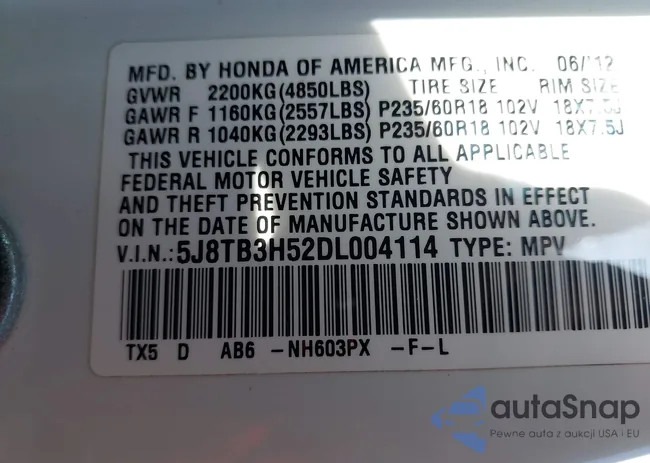 MFD. BY HONDA OF AMERICA MFG., INC. 06/'12
GVWR 2200KG(4850LBS) TIRE SIZE RIM SIZE
GAWR F 1160KG(2557LBS) P235/60R18 102V 18X7.5J
GAWR R 1040KG(2293LBS) P235/60R18 102V 18X7.5J
THIS VEHICLE CONFORMS TO ALL APPLICABLE
FEDERAL MOTOR VEHICLE SAFETY
AND THEFT PREVENTION STANDARDS IN EFFECT
ON THE DATE OF MANUFACTURE SHOWN ABOVE.
V.I.N.: 5J8TB3H52DL004114 TYPE: MPV
TX5 D AB6 -NH603PX -F-L
autaSnap
Pewne auta z aukcji USA i EU